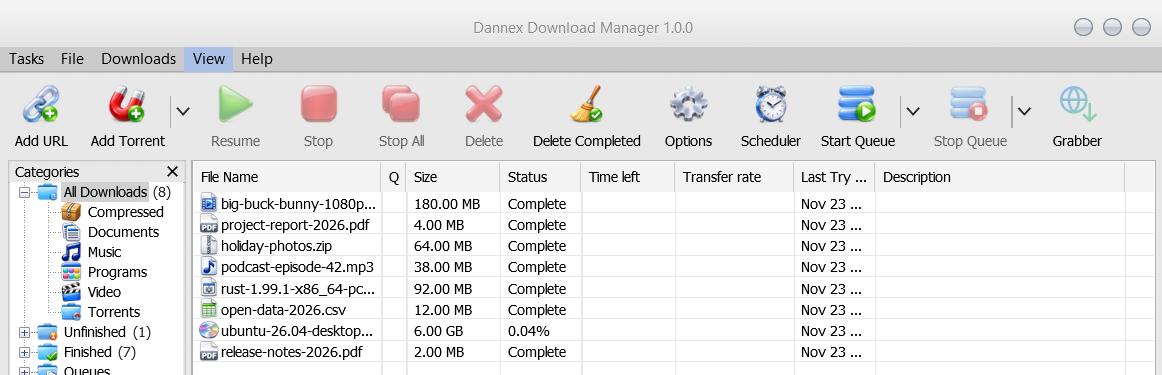 Dannex Download Manager 1.0.0
Tasks File Downloads View Help
Add URL Add Torrent Resume Stop Stop All Delete Delete Completed Options Scheduler Start Queue Stop Queue Grabber
Categories
All Downloads (8)
Compressed
Documents
Music
Programs
Video
Torrents
Unfinished (1)
Finished (7)
Queues
File Name Q Size Status Time left Transfer rate Last Try ... Description
big-buck-bunny-1080p... 180.00 MB Complete Nov 23 ...
project-report-2026.pdf 4.00 MB Complete Nov 23 ...
holiday-photos.zip 64.00 MB Complete Nov 23 ...
podcast-episode-42.mp3 38.00 MB Complete Nov 23 ...
rust-1.99.1-x86_64-pc... 92.00 MB Complete Nov 23 ...
open-data-2026.csv 12.00 MB Complete Nov 23 ...
ubuntu-26.04-desktop... 6.00 GB 0.04% Nov 23 ...
release-notes-2026.pdf 2.00 MB Complete Nov 23 ...